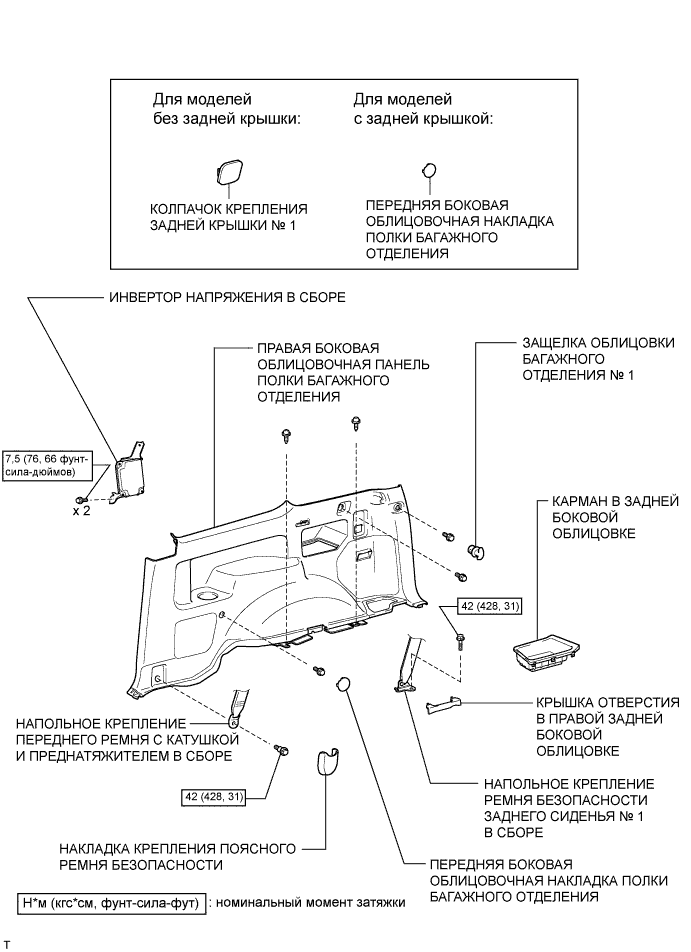 Для моделей
без задней крышки:
Для моделей
с задней крышкой:
КОЛПАЧОК КРЕПЛЕНИЯ
ЗАДНЕЙ КРЫШКИ № 1
ПЕРЕДНЯЯ БОКОВАЯ
ОБЛИЦОВОЧНАЯ НАКЛАДКА
ПОЛКИ БАГАЖНОГО
ОТДЕЛЕНИЯ
ИНВЕРТОР НАПРЯЖЕНИЯ В СБОРЕ
ПРАВАЯ БОКОВАЯ
ОБЛИЦОВОЧНАЯ ПАНЕЛЬ
ПОЛКИ БАГАЖНОГО
ОТДЕЛЕНИЯ
ЗАЩЕЛКА ОБЛИЦОВКИ
БАГАЖНОГО
ОТДЕЛЕНИЯ № 1
7,5 (76, 66 фунт-
сила-дюймов)
x 2
КАРМАН В ЗАДНЕЙ
БОКОВОЙ
ОБЛИЦОВКЕ
42 (428, 31)
КРЫШКА ОТВЕРСТИЯ
В ПРАВОЙ ЗАДНЕЙ
БОКОВОЙ
ОБЛИЦОВКЕ
НАПОЛЬНОЕ КРЕПЛЕНИЕ
ПЕРЕДНЕГО РЕМНЯ С КАТУШКОЙ
И ПРЕДНАТЯЖИТЕЛЕМ В СБОРЕ
42 (428, 31)
НАПОЛЬНОЕ КРЕПЛЕНИЕ
РЕМНЯ БЕЗОПАСНОСТИ
ЗАДНЕГО СИДЕНЬЯ № 1
В СБОРЕ
НАКЛАДКА КРЕПЛЕНИЯ ПОЯСНОГО
РЕМНЯ БЕЗОПАСНОСТИ
ПЕРЕДНЯЯ БОКОВАЯ
ОБЛИЦОВОЧНАЯ НАКЛАДКА ПОЛКИ
БАГАЖНОГО ОТДЕЛЕНИЯ
Н*м (кгс*см, фунт-сила-фут) : номинальный момент затяжки
T